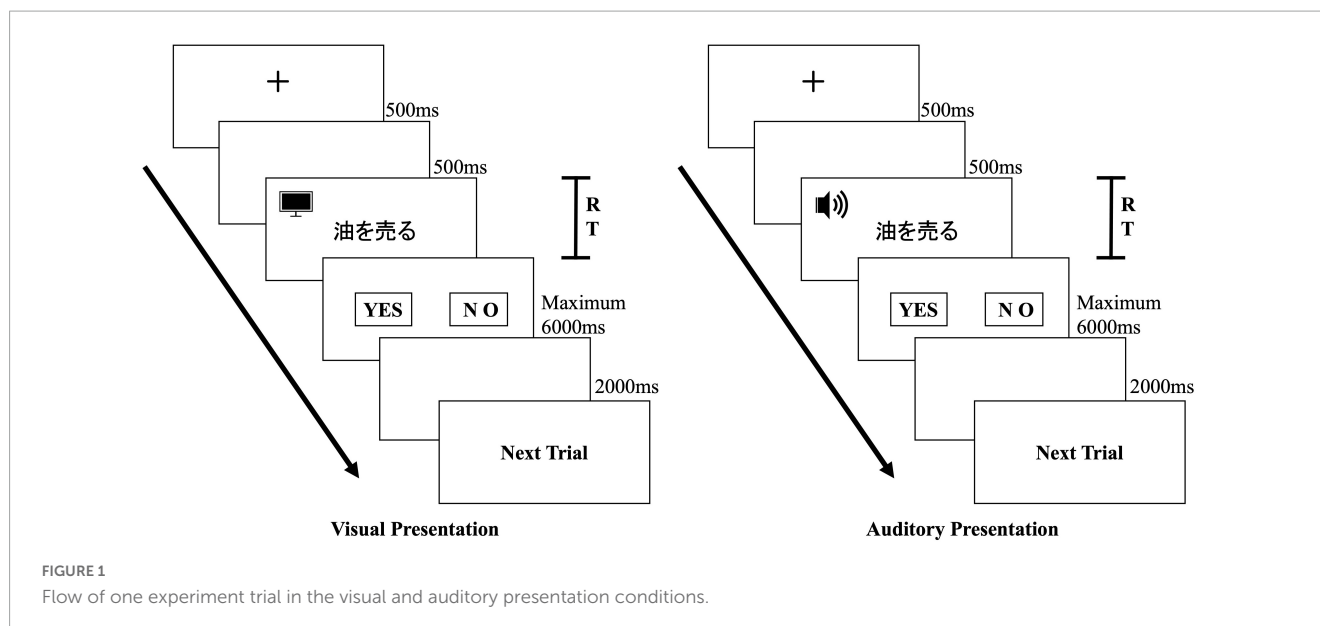 +
500ms
500ms
油を売る
R
T
YES
N O
Maximum
6000ms
2000ms
Next Trial
Visual Presentation
+
500ms
500ms
油を売る
R
T
YES
N O
Maximum
6000ms
2000ms
Next Trial
Auditory Presentation
FIGURE 1
Flow of one experiment trial in the visual and auditory presentation conditions.